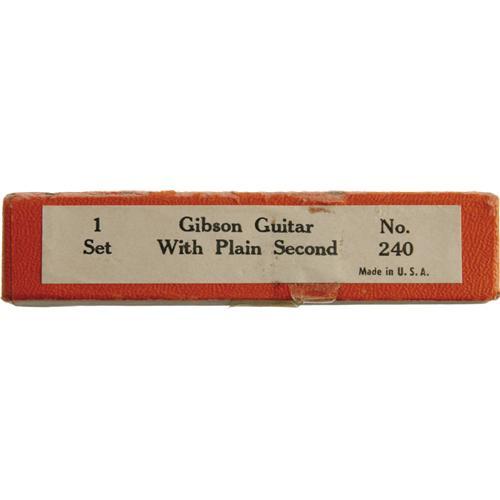 1 Gibson Guitar No.
Set With Plain Second 240
Made in U. S. A.